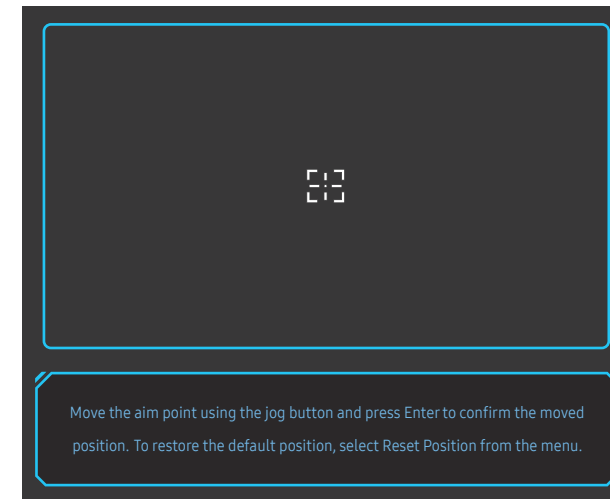 Move the aim point using the jog button and press Enter to confirm the moved
position. To restore the default position, select Reset Position from the menu.